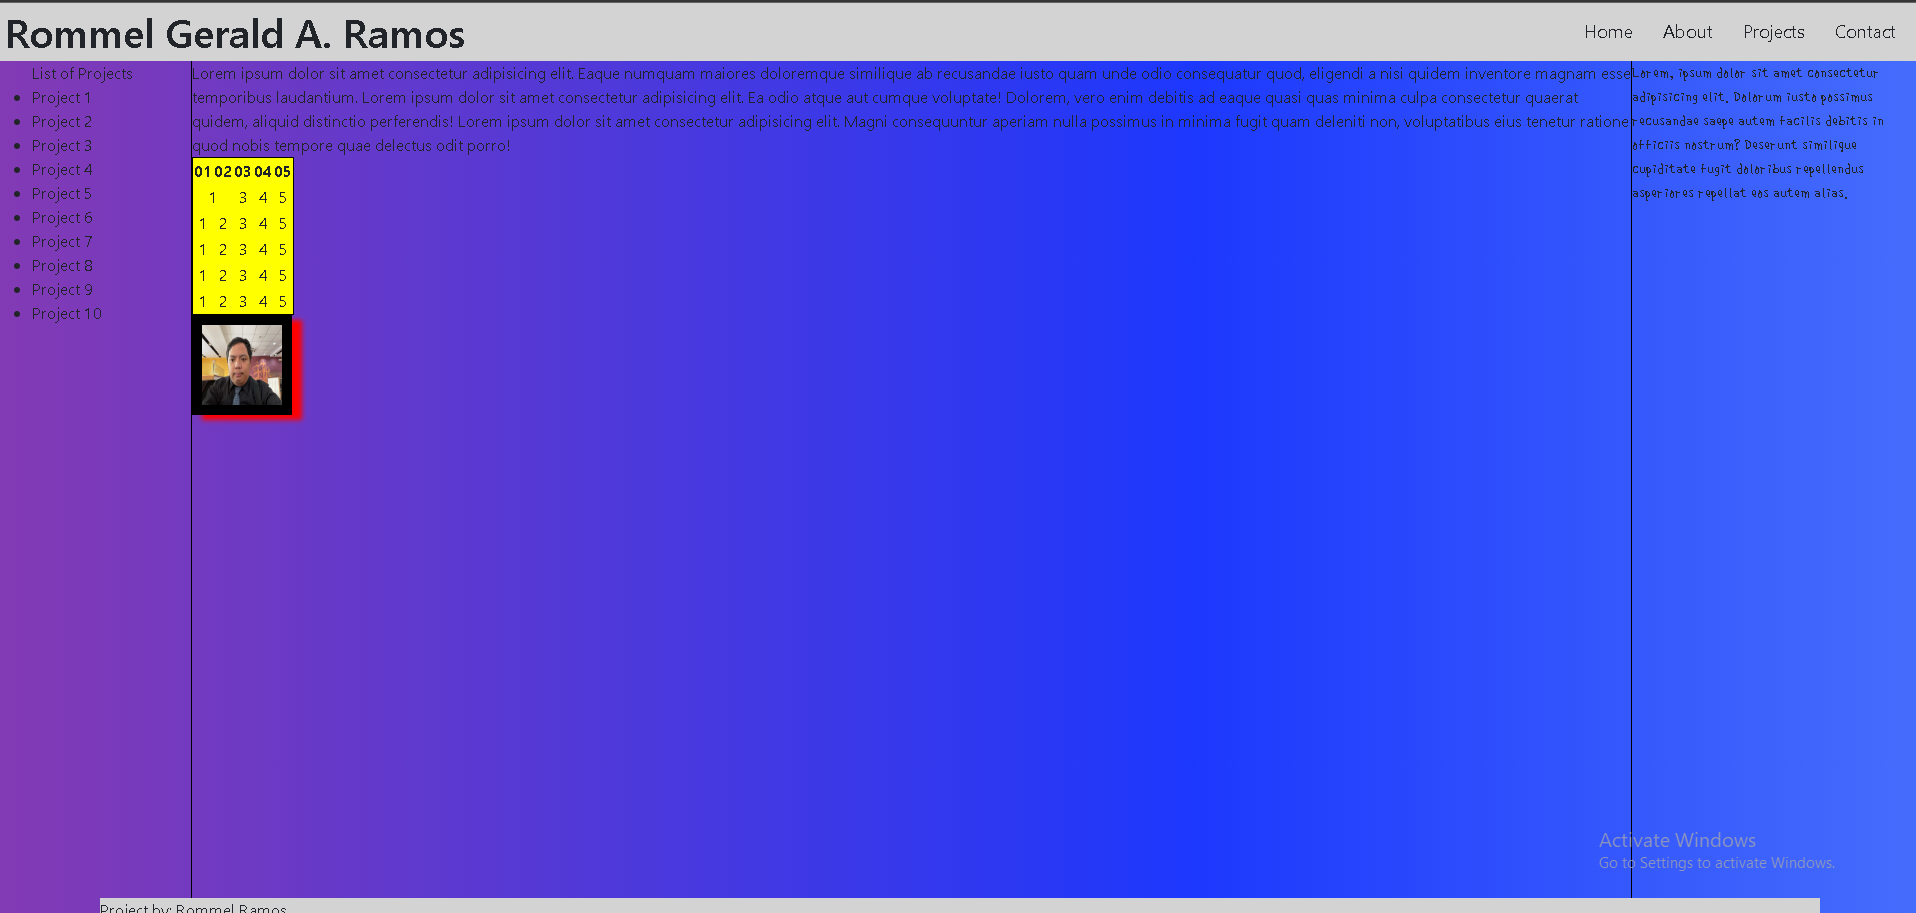 Rommel Gerald A. Ramos
Home About Projects Contact
List of Projects
Project 1
Project 2
Project 3
Project 4
Project 5
Project 6
Project 7
Project 8
Project 9
Project 10
Lorem ipsum dolor sit amet consectetur adipisicing elit. Eaque numquam maiores doloremque similique ab recusandae iusto quam unde odio consequatur quod, eligendi a nisi quidem inventore magnam esse
temporibus laudantium. Lorem ipsum dolor sit amet consectetur adipisicing elit. Ea odio atque aut cumque voluptate! Dolorem, vero enim debitis ad eaque quasi quas minima culpa consectetur quaerat
quidem, aliquid distinctio perferendis! Lorem ipsum dolor sit amet consectetur adipisicing elit. Magni consequuntur aperiam nulla possimus in minima fugit quam deleniti non, voluptatibus eius tenetur ratione
quod nobis tempore quae delectus odit porro!
01 02 03 04 05
1 3 4 5
1 2 3 4 5
1 2 3 4 5
1 2 3 4 5
1 2 3 4 5
Lorem, ipsum dolor sit amet consectetur
adipisicing elit. Dolorum iusto possimus
recusandae saepe autem facilis debitis in
officiis nostrum? Deserunt similique
cupiditate fugit doloribus repellendus
asperiores repellat eos autem alias.
Activate Windows
Go to Settings to activate Windows.
Project by: Rommel Ramos